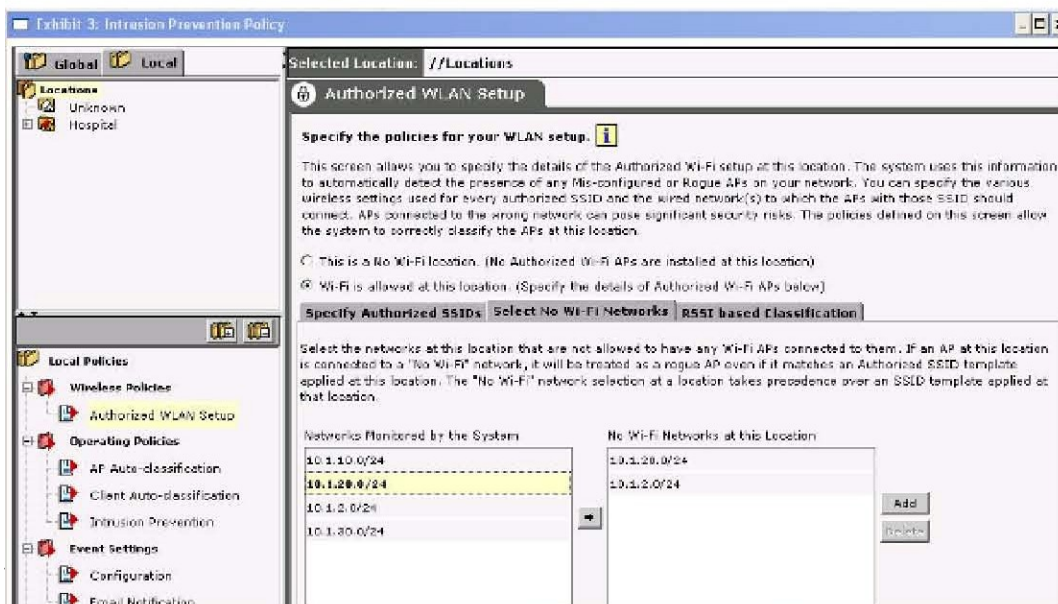 Exhibit 3: Intrusion Prevention Policy
Global Local
Locations
Unknown
Hospital
Selected Location: //Locations
Authorized WLAN Setup
Specify the policies for your WLAN setup. i
This screen allows you to specify the details of the Authorized Wi-Fi setup at this location. The system uses this information
to automatically detect the presence of any Mis-configured or Rogue APs on your network. You can specify the various
wireless settings used for every authorized SSID and the wired network(s) to which the APs with those SSID should
connect. APs connected to the wrong network can pose significant security risks. The policies defined on this screen allow
the system to correctly classify the APs at this location.
This is a No Wi-Fi location. (No Authorized Wi-Fi APs are installed at this location)
Wi-Fi is allowed at this location. (Specify the details of Authorized Wi-Fi APs below)
Specify Authorized SSIDs Select No Wi-Fi Networks RSSI based Classification
Select the networks at this location that are not allowed to have any Wi-Fi APs connected to them. If an AP at this location
is connected to a "No Wi-Fi" network, it will be treated as a rogue AP even if it matches an Authorized SSID template
applied at this location. The "No Wi-Fi" network selection at a location takes precedence over an SSID template applied at
that location.
Networks Monitored by the System
10.1.10.0/24
10.1.20.0/24
10.1.2.0/24
10.1.30.0/24
No Wi-Fi Networks at this Location
10.1.20.0/24
10.1.2.0/24
Add
Delete
Local Policies
Wireless Policies
Authorized WLAN Setup
Operating Policies
AP Auto-classification
Client Auto-classification
Intrusion Prevention
Event Settings
Configuration
Email Notification